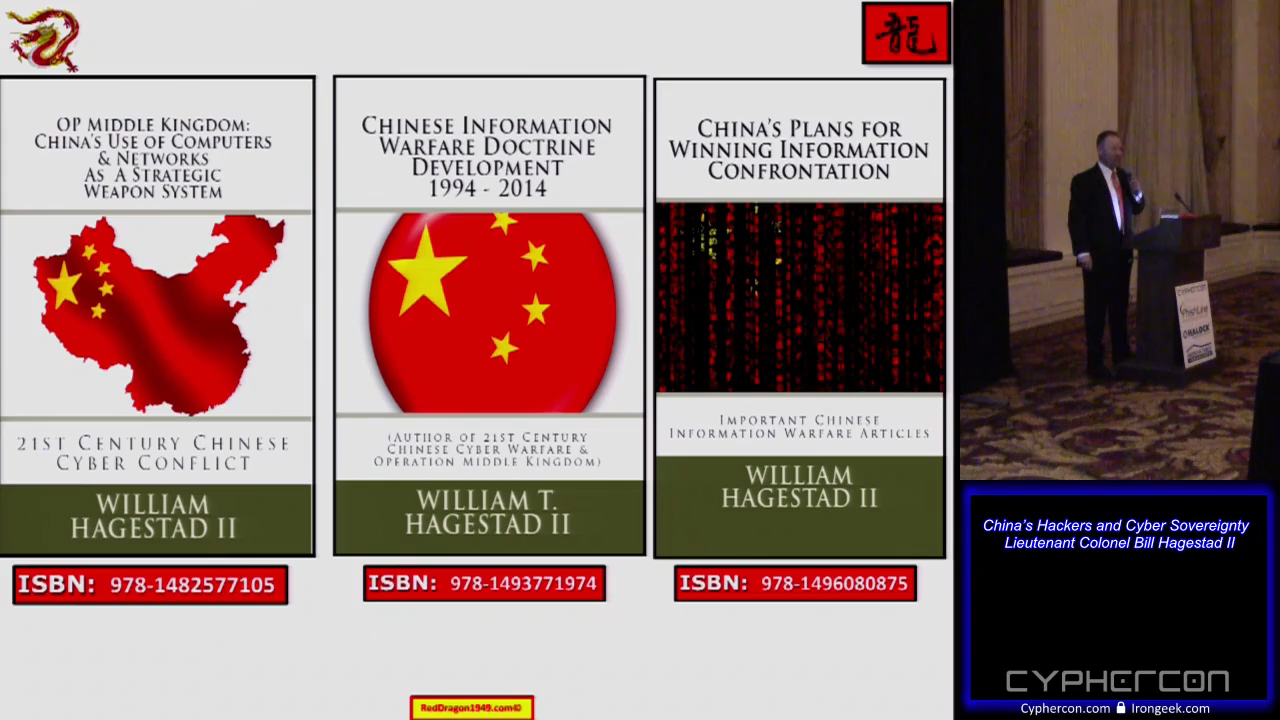 龍
OP MIDDLE KINGDOM:
CHINA'S USE OF COMPUTERS
& NETWORKS
AS A STRATEGIC
WEAPON SYSTEM
21ST CENTURY CHINESE
CYBER CONFLICT
WILLIAM
HAGESTAD II
ISBN: 978-1482577105
CHINESE INFORMATION
WARFARE DOCTRINE
DEVELOPMENT
1994 - 2014
(AUTHOR OF 21ST CENTURY
CHINESE CYBER WARFARE &
OPERATION MIDDLE KINGDOM)
WILLIAM T.
HAGESTAD II
ISBN: 978-1493771974
CHINA'S PLANS FOR
WINNING INFORMATION
CONFRONTATION
IMPORTANT CHINESE
INFORMATION WARFARE ARTICLES
WILLIAM
HAGESTAD II
ISBN: 978-1496080875
RedDragon1949.com©
CYPHERCON
China's Hackers and Cyber Sovereignty
Lieutenant Colonel Bill Hagestad II
CYPHERCON
Cyphercon.com Irongeek.com